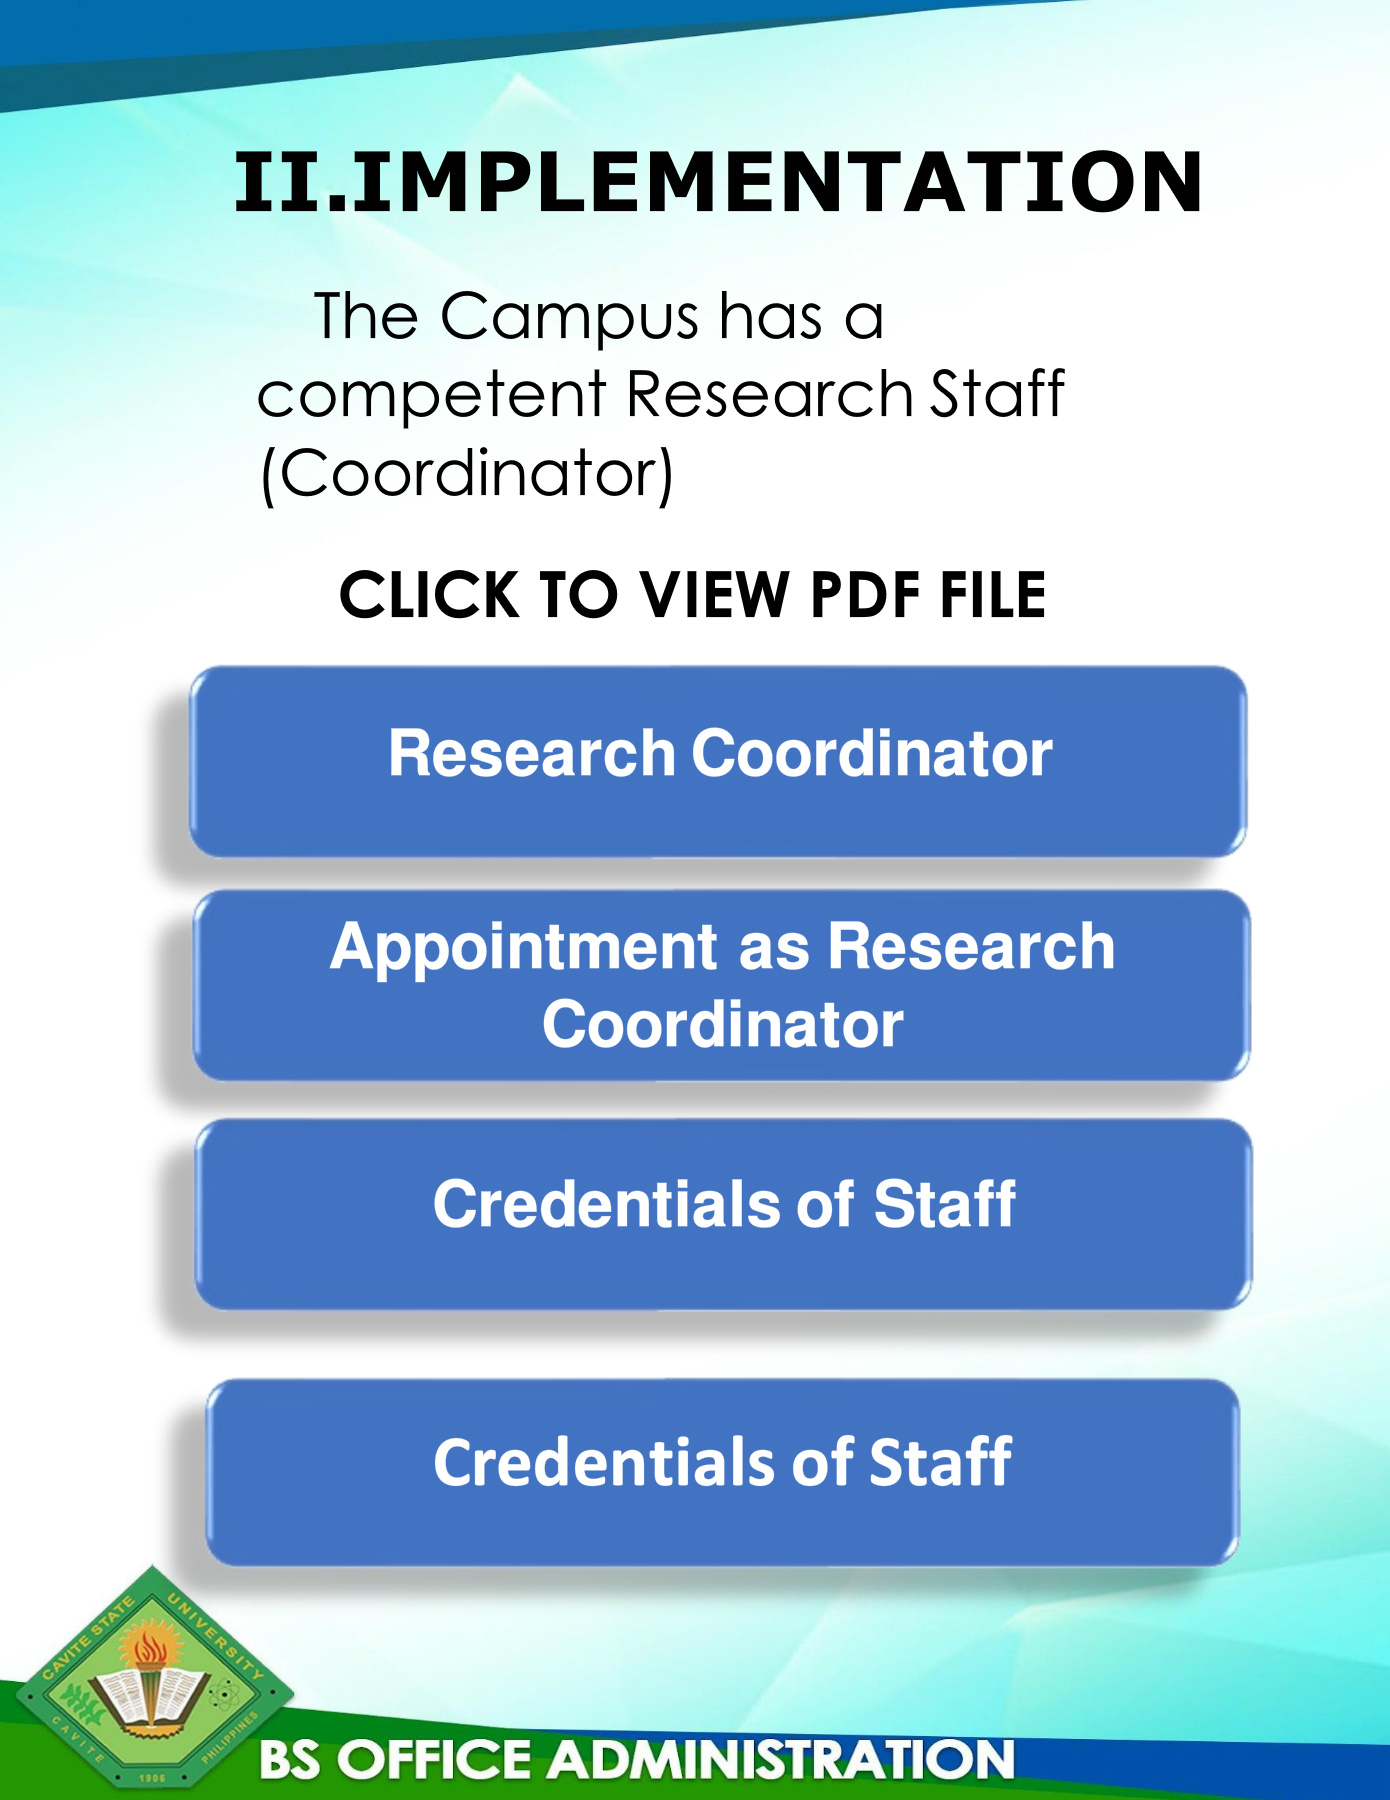 II.IMPLEMENTATION
The Campus has a
competent Research Staff
(Coordinator)
CLICK TO VIEW PDF FILE
Research Coordinator
Appointment as Research
Coordinator
Credentials of Staff
Credentials of Staff
CAVITE STATE UNIVERSITY
CAVITE
PHILIPPINES
1906
BS OFFICE ADMINISTRATION